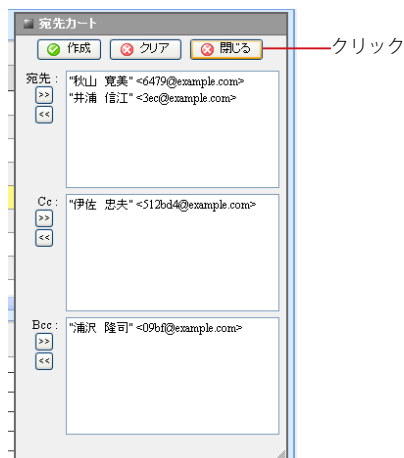 宛先カード
作成 クリア 閉じる
クリック
宛先 :
>>
<<
"秋山 寛美" <6479@example.com>
"井浦 信江" <3ec@example.com>
Cc :
>>
<<
"伊佐 忠夫" <512bd4@example.com>
Bcc :
>>
<<
"浦沢 隆司" <09bf@example.com>